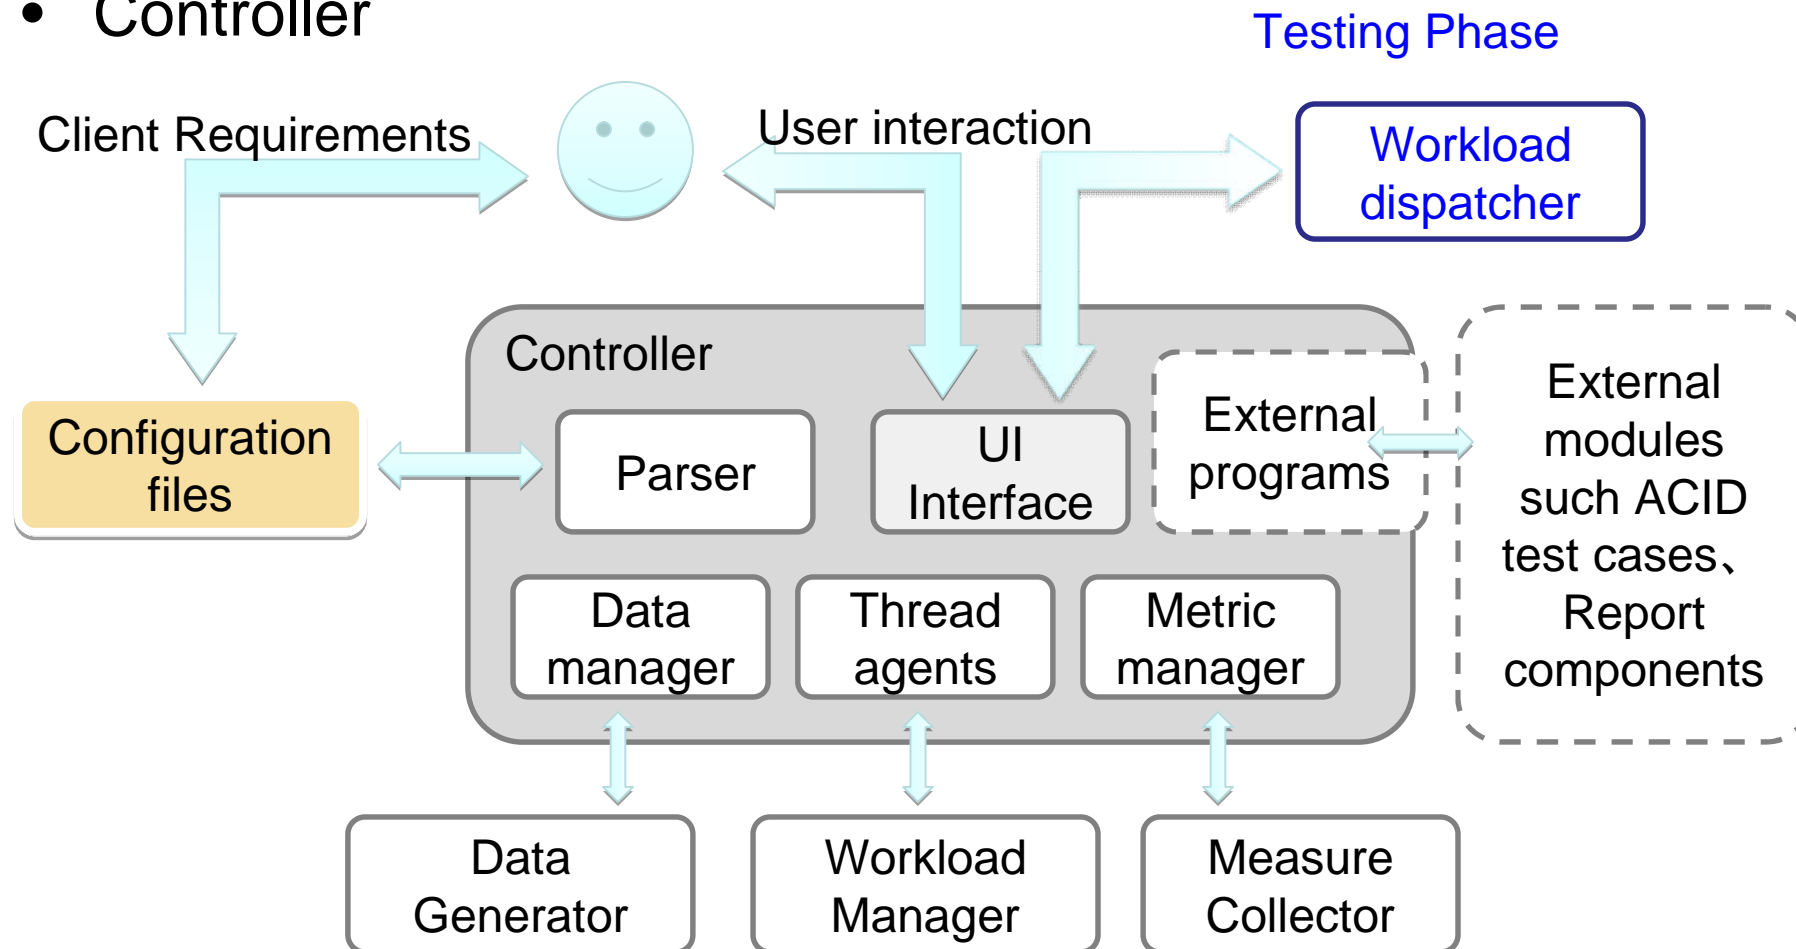 • Controller
Testing Phase
Client Requirements
User interaction
Workload
dispatcher
Controller
Configuration
files
Parser
UI
Interface
External
programs
External
modules
such ACID
test cases、
Report
components
Data
manager
Thread
agents
Metric
manager
Data
Generator
Workload
Manager
Measure
Collector